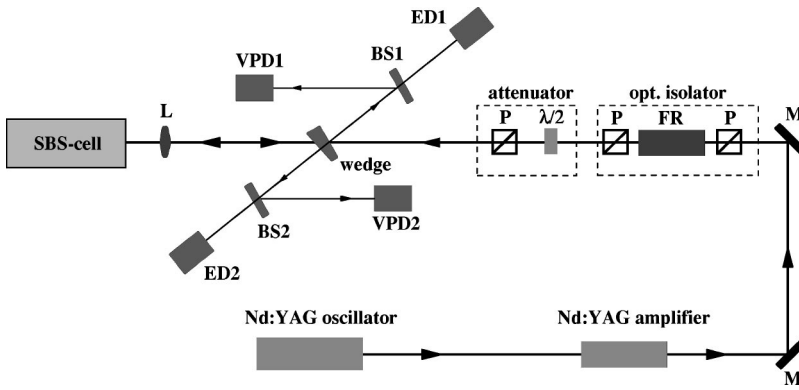 ED1
BS1
VPD1
attenuator
opt. isolator
P
λ/2
P
FR
P
M
L
SBS-cell
wedge
VPD2
BS2
ED2
Nd:YAG oscillator
Nd:YAG amplifier
M